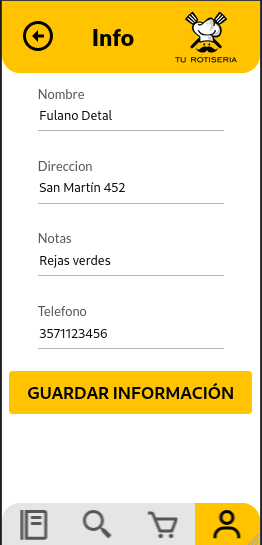 Info
TU ROTISERIA
Nombre
Fulano Detal
Direccion
San Martín 452
Notas
Rejas verdes
Telefono
3571123456
GUARDAR INFORMACIÓN